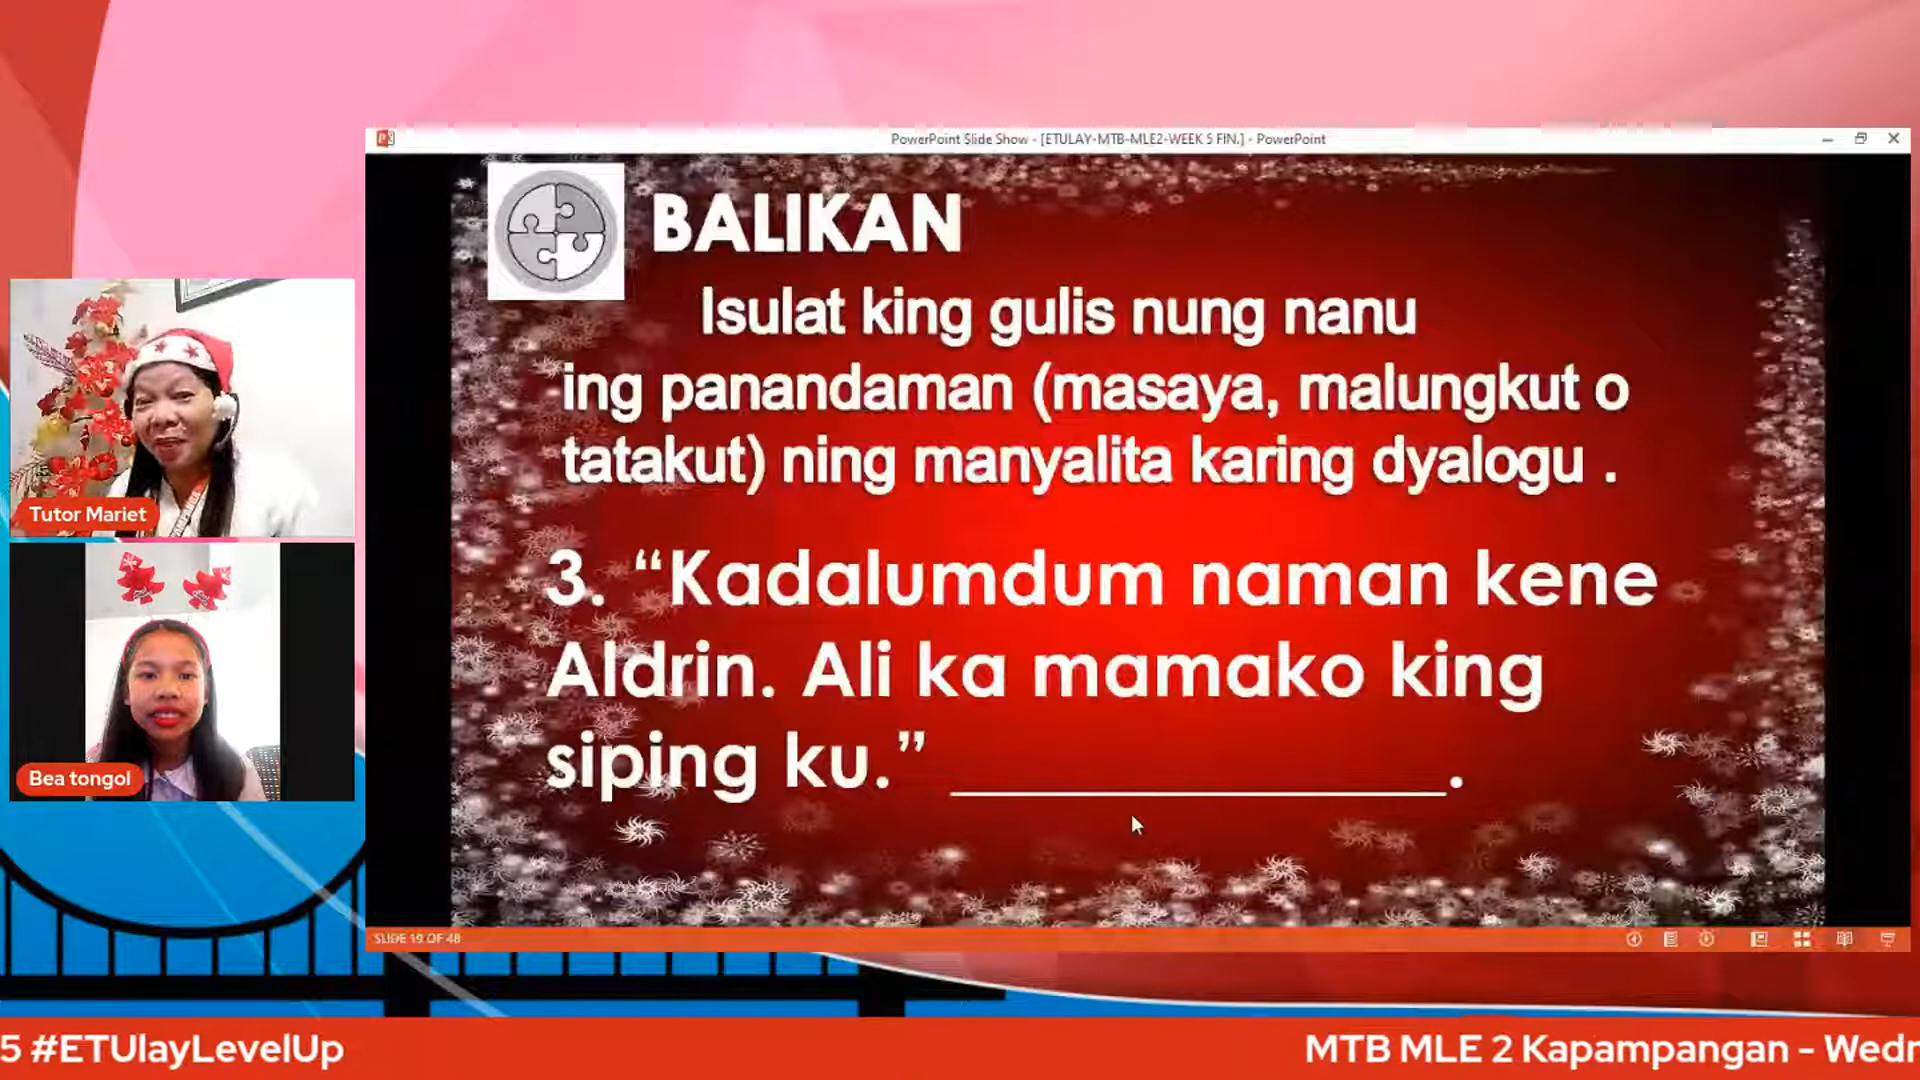 PowerPoint Slide Show - [ETULAY-MTB-MLE2-WEEK 5 FIN.] - PowerPoint
BALIKAN
Isulat king gulis nung nanu
ing panandaman (masaya, malungkut o
tatakut) ning manyalita karing dyalogu .
3. “Kadalumdum naman kene
Aldrin. Ali ka mamako king
siping ku.” ____________________.
Tutor Mariet
Bea tongol
SLIDE 19 OF 48
5 #ETUlayLevelUp
MTB MLE 2 Kapampangan - Wedn